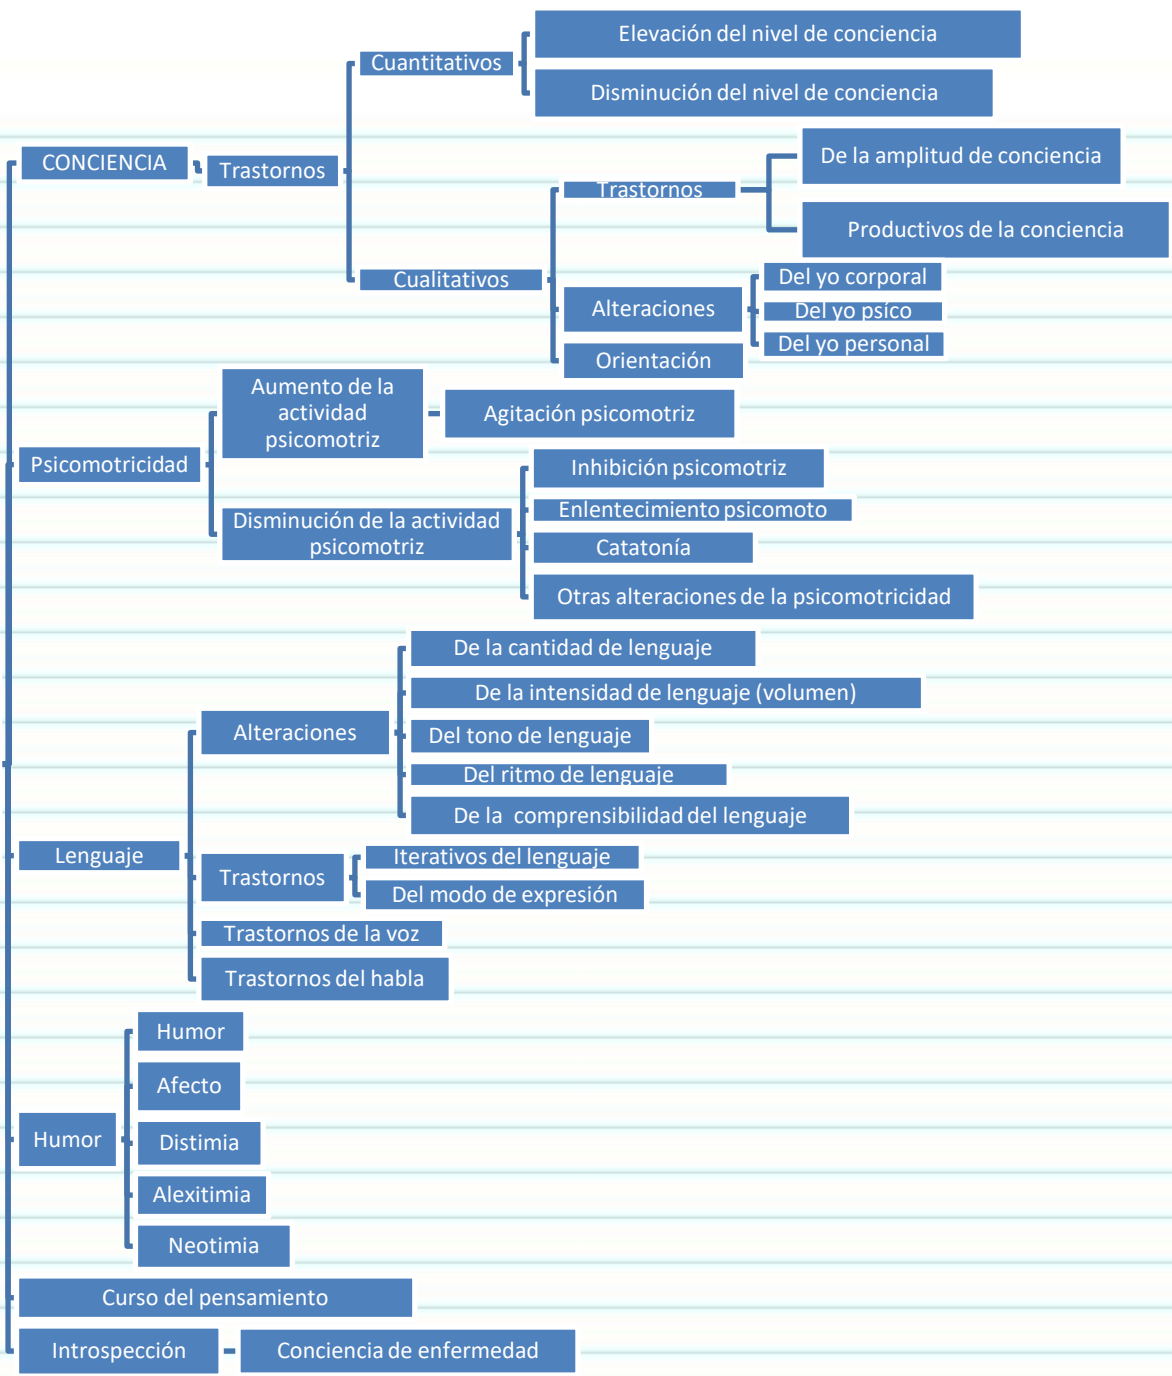 Elevación del nivel de conciencia
Cuantitativos
Disminución del nivel de conciencia
CONCIENCIA
Trastornos
De la amplitud de conciencia
Trastornos
Productivos de la conciencia
Cualitativos
Del yo corporal
Alteraciones
Del yo psíco
Del yo personal
Orientación
Aumento de la
actividad
psicomotriz
Agitación psicomotriz
Psicomotricidad
Inhibición psicomotriz
Enlentecimiento psicomoto
Disminución de la actividad
psicomotriz
Catatonía
Otras alteraciones de la psicomotricidad
De la cantidad de lenguaje
De la intensidad de lenguaje (volumen)
Alteraciones
Del tono de lenguaje
Del ritmo de lenguaje
De la comprensibilidad del lenguaje
Lenguaje
Iterativos del lenguaje
Trastornos
Del modo de expresión
Trastornos de la voz
Trastornos del habla
Humor
Afecto
Humor
Distimia
Alexitimia
Neotimia
Curso del pensamiento
Introspección
Conciencia de enfermedad